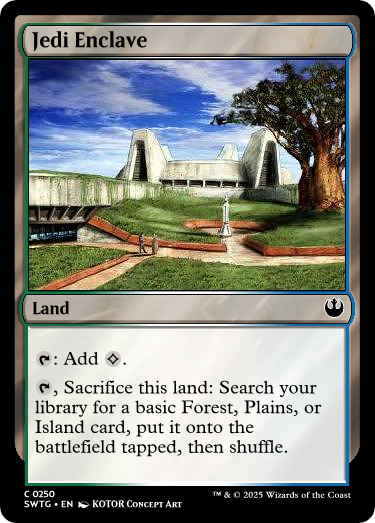 Jedi Enclave
Land
: Add .
, Sacrifice this land: Search your
library for a basic Forest, Plains, or
Island card, put it onto the
battlefield tapped, then shuffle.
C 0250
™ & © 2025 Wizards of the Coast
SWTG • EN KOTOR Concept Art